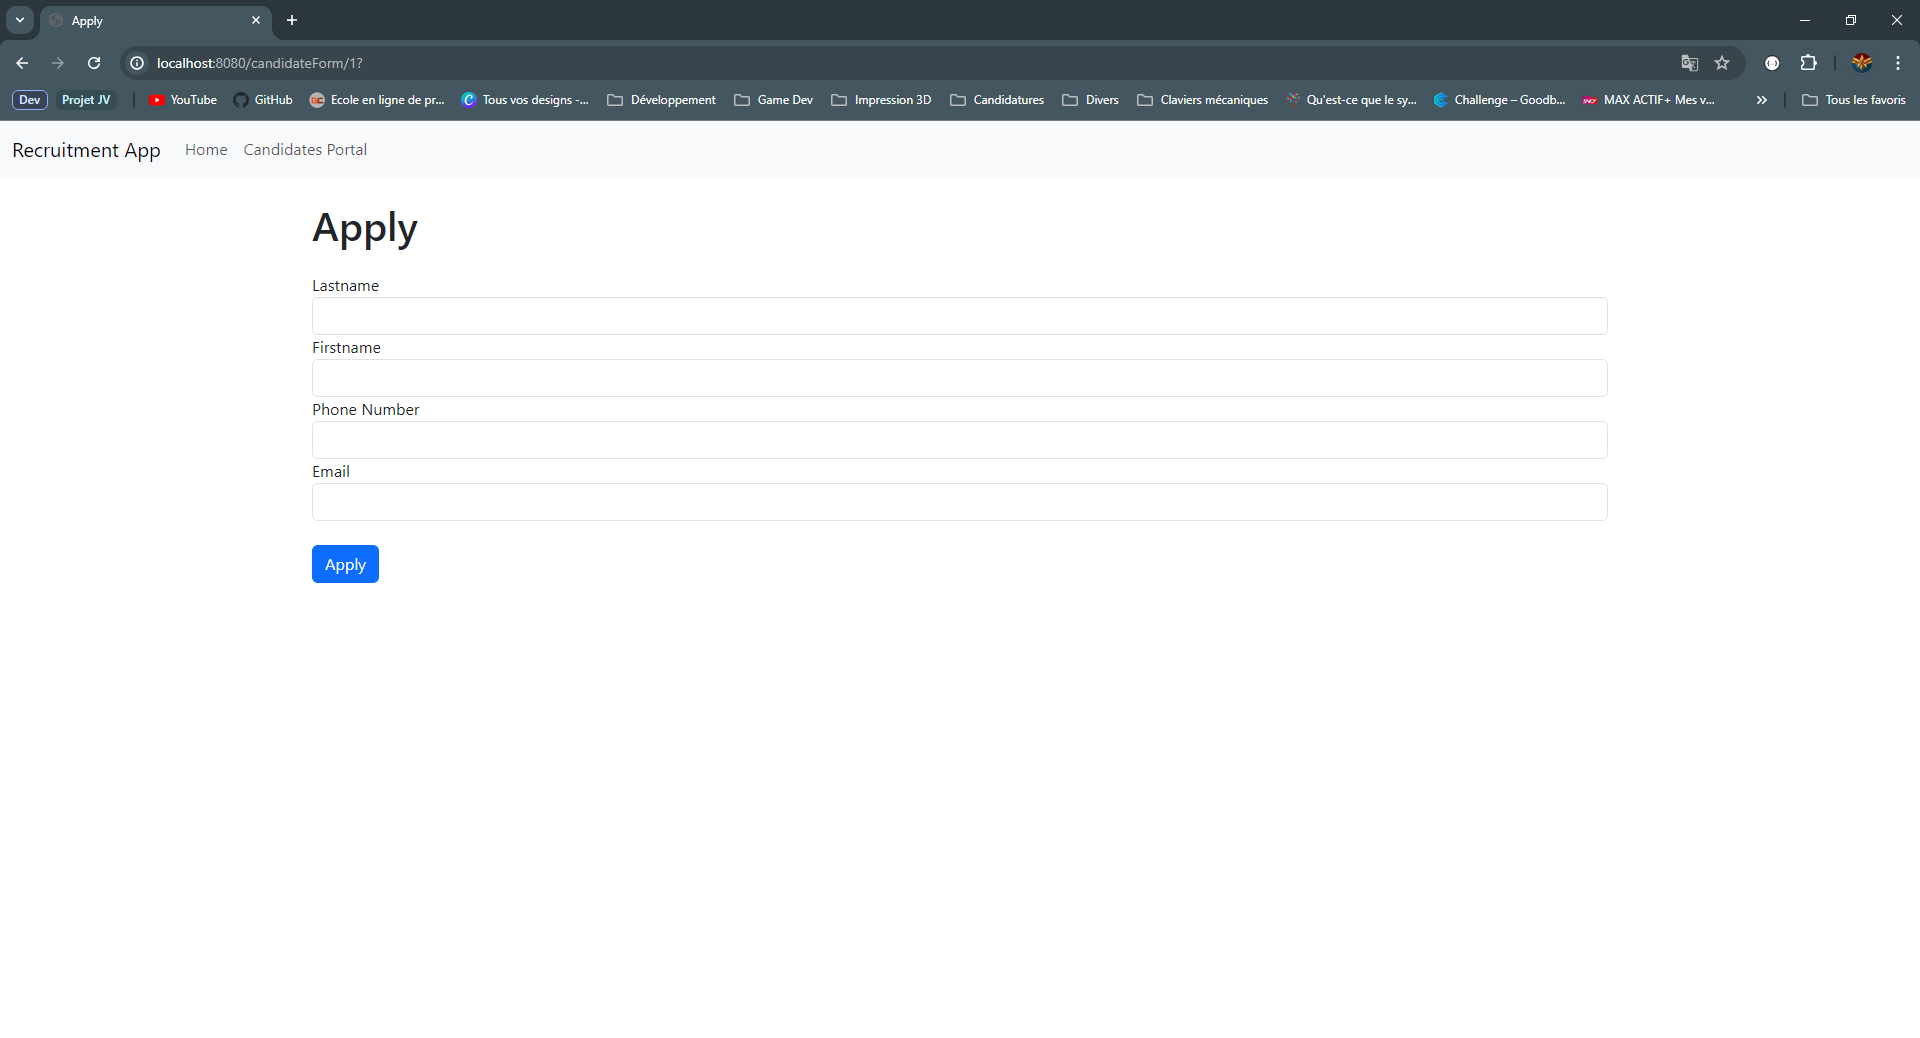 Apply
localhost:8080/candidateForm/1?
Dev Projet JV YouTube GitHub Ecole en ligne de pr... Tous vos designs -... Développement Game Dev Impression 3D Candidatures Divers Claviers mécaniques Qu'est-ce que le sy... Challenge – Goodb... MAX ACTIF+ Mes v... Tous les favoris
Recruitment App Home Candidates Portal
Apply
Lastname
Firstname
Phone Number
Email
Apply